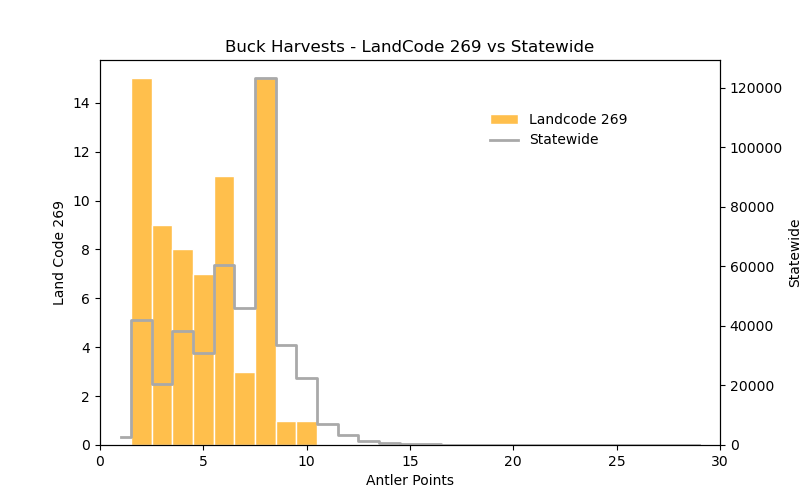 Buck Harvests - LandCode 269 vs Statewide
Landcode 269
Statewide
Land Code 269
14
12
10
8
6
4
2
0
120000
100000
80000
60000
40000
20000
0
Statewide
0 5 10 15 20 25 30
Antler Points